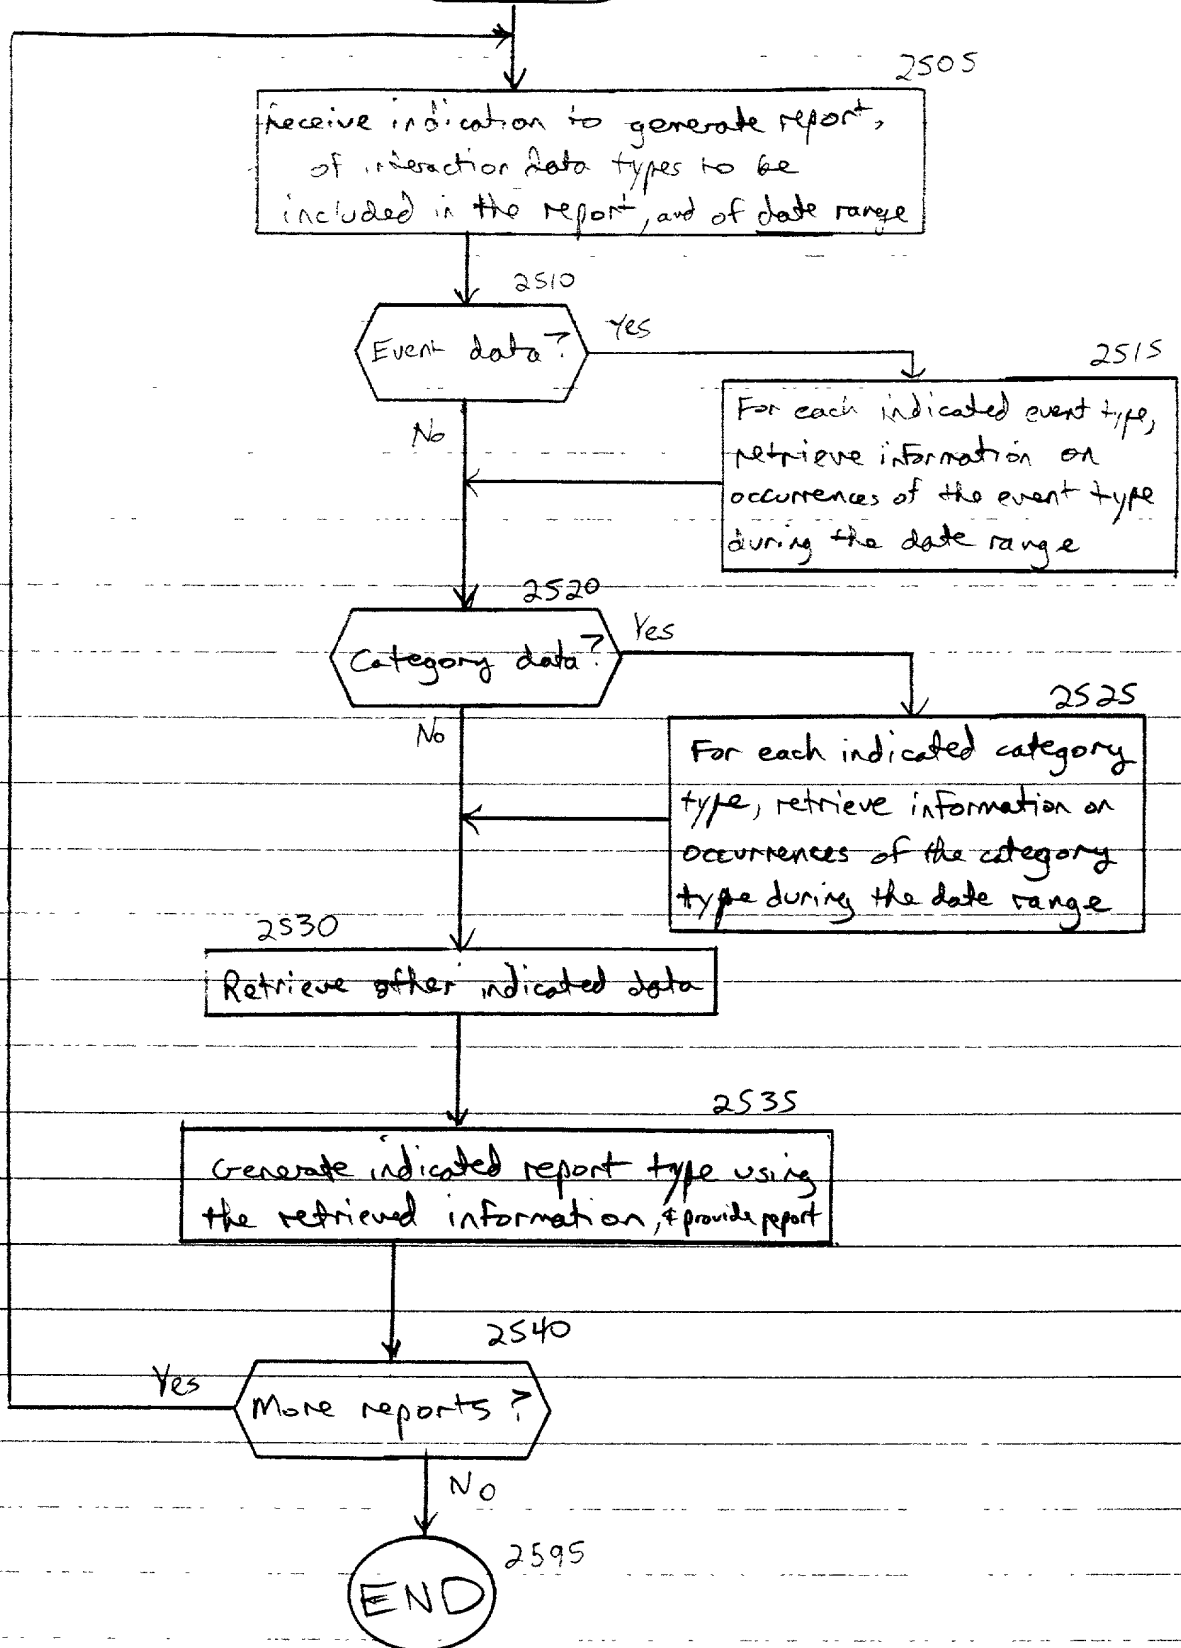 2505
Receive indication to generate report,
of interaction data types to be
included in the report, and of date range
2510
Event data?
Yes
No
2515
For each indicated event type,
retrieve information on
occurrences of the event type
during the date range
2520
Category data?
Yes
No
2525
For each indicated category
type, retrieve information on
occurrences of the category
type during the date range
2530
Retrieve other indicated data
2535
Generate indicated report type using
the retrieved information, & provide report
2540
More reports?
Yes
No
2595
END